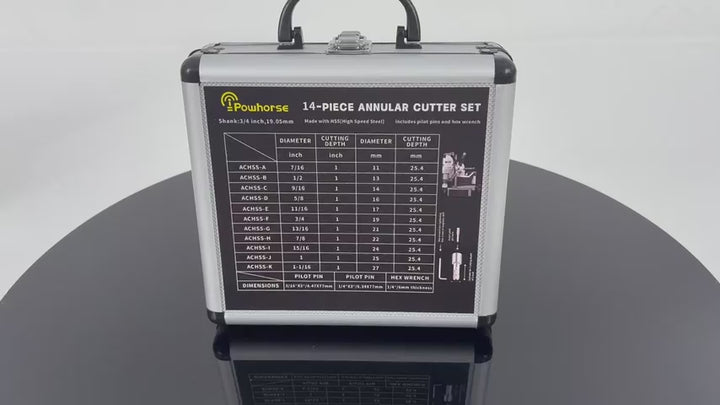 Powhorse
14-PIECE ANNULAR CUTTER SET
Shank:3/4 inch,19.05mm
Made with HSS(High Speed Steel)
includes pilot pins and hex wrench
DIAMETER CUTTING DEPTH DIAMETER CUTTING DEPTH
inch inch mm mm
ACHSS-A 7/16 1 11 25.4
ACHSS-B 1/2 1 13 25.4
ACHSS-C 9/16 1 14 25.4
ACHSS-D 5/8 1 16 25.4
ACHSS-E 11/16 1 17 25.4
ACHSS-F 3/4 1 19 25.4
ACHSS-G 13/16 1 21 25.4
ACHSS-H 7/8 1 22 25.4
ACHSS-I 15/16 1 24 25.4
ACHSS-J 1 1 25 25.4
ACHSS-K 1-1/16 1 27 25.4
PILOT PIN PILOT PIN HEX WRENCH
DIMENSIONS 1/4"/6mm thickness